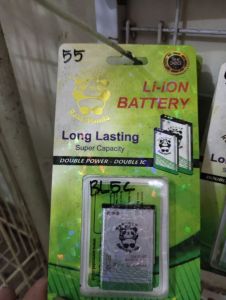 55
LI-ION
BATTERY
Long Lasting
Super Capacity
DOUBLE POWER - DOUBLE IC
BL5C